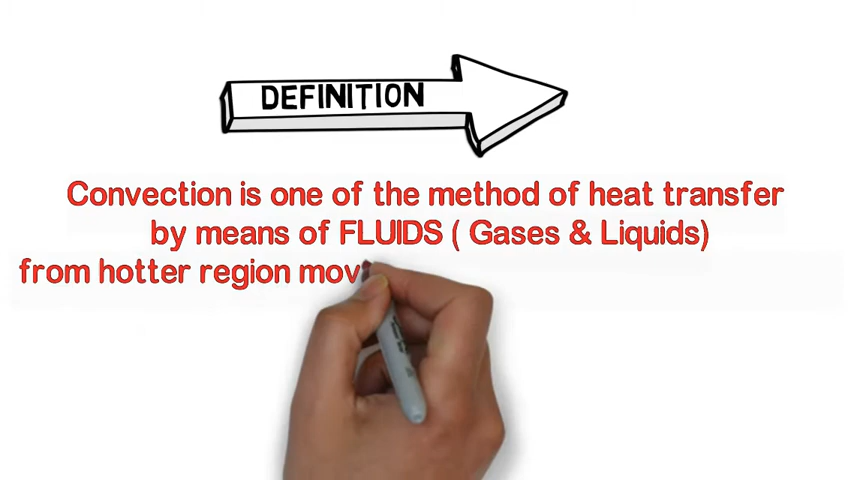 DEFINITION
Convection is one of the method of heat transfer
by means of FLUIDS ( Gases & Liquids)
from hotter region mov